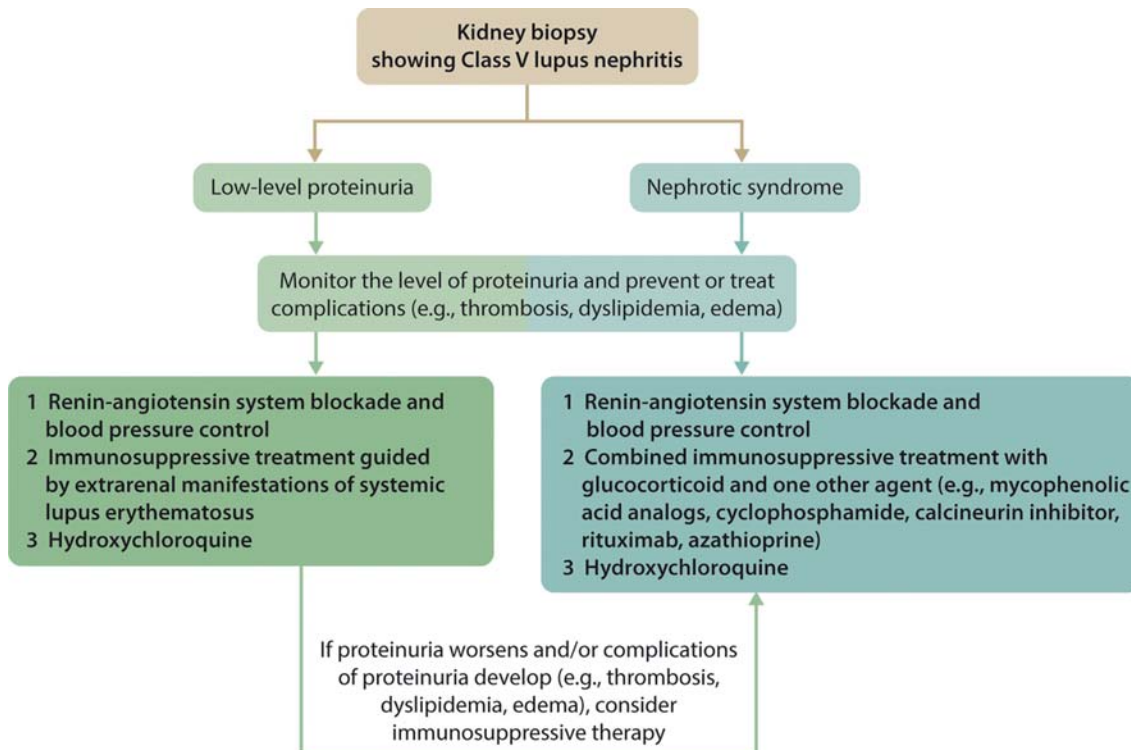 Kidney biopsy
showing Class V lupus nephritis
Low-level proteinuria
Nephrotic syndrome
Monitor the level of proteinuria and prevent or treat
complications (e.g., thrombosis, dyslipidemia, edema)
1 Renin-angiotensin system blockade and
blood pressure control
2 Immunosuppressive treatment guided
by extrarenal manifestations of systemic
lupus erythematosus
3 Hydroxychloroquine
1 Renin-angiotensin system blockade and
blood pressure control
2 Combined immunosuppressive treatment with
glucocorticoid and one other agent (e.g., mycophenolic
acid analogs, cyclophosphamide, calcineurin inhibitor,
rituximab, azathioprine)
3 Hydroxychloroquine
If proteinuria worsens and/or complications
of proteinuria develop (e.g., thrombosis,
dyslipidemia, edema), consider
immunosuppressive therapy